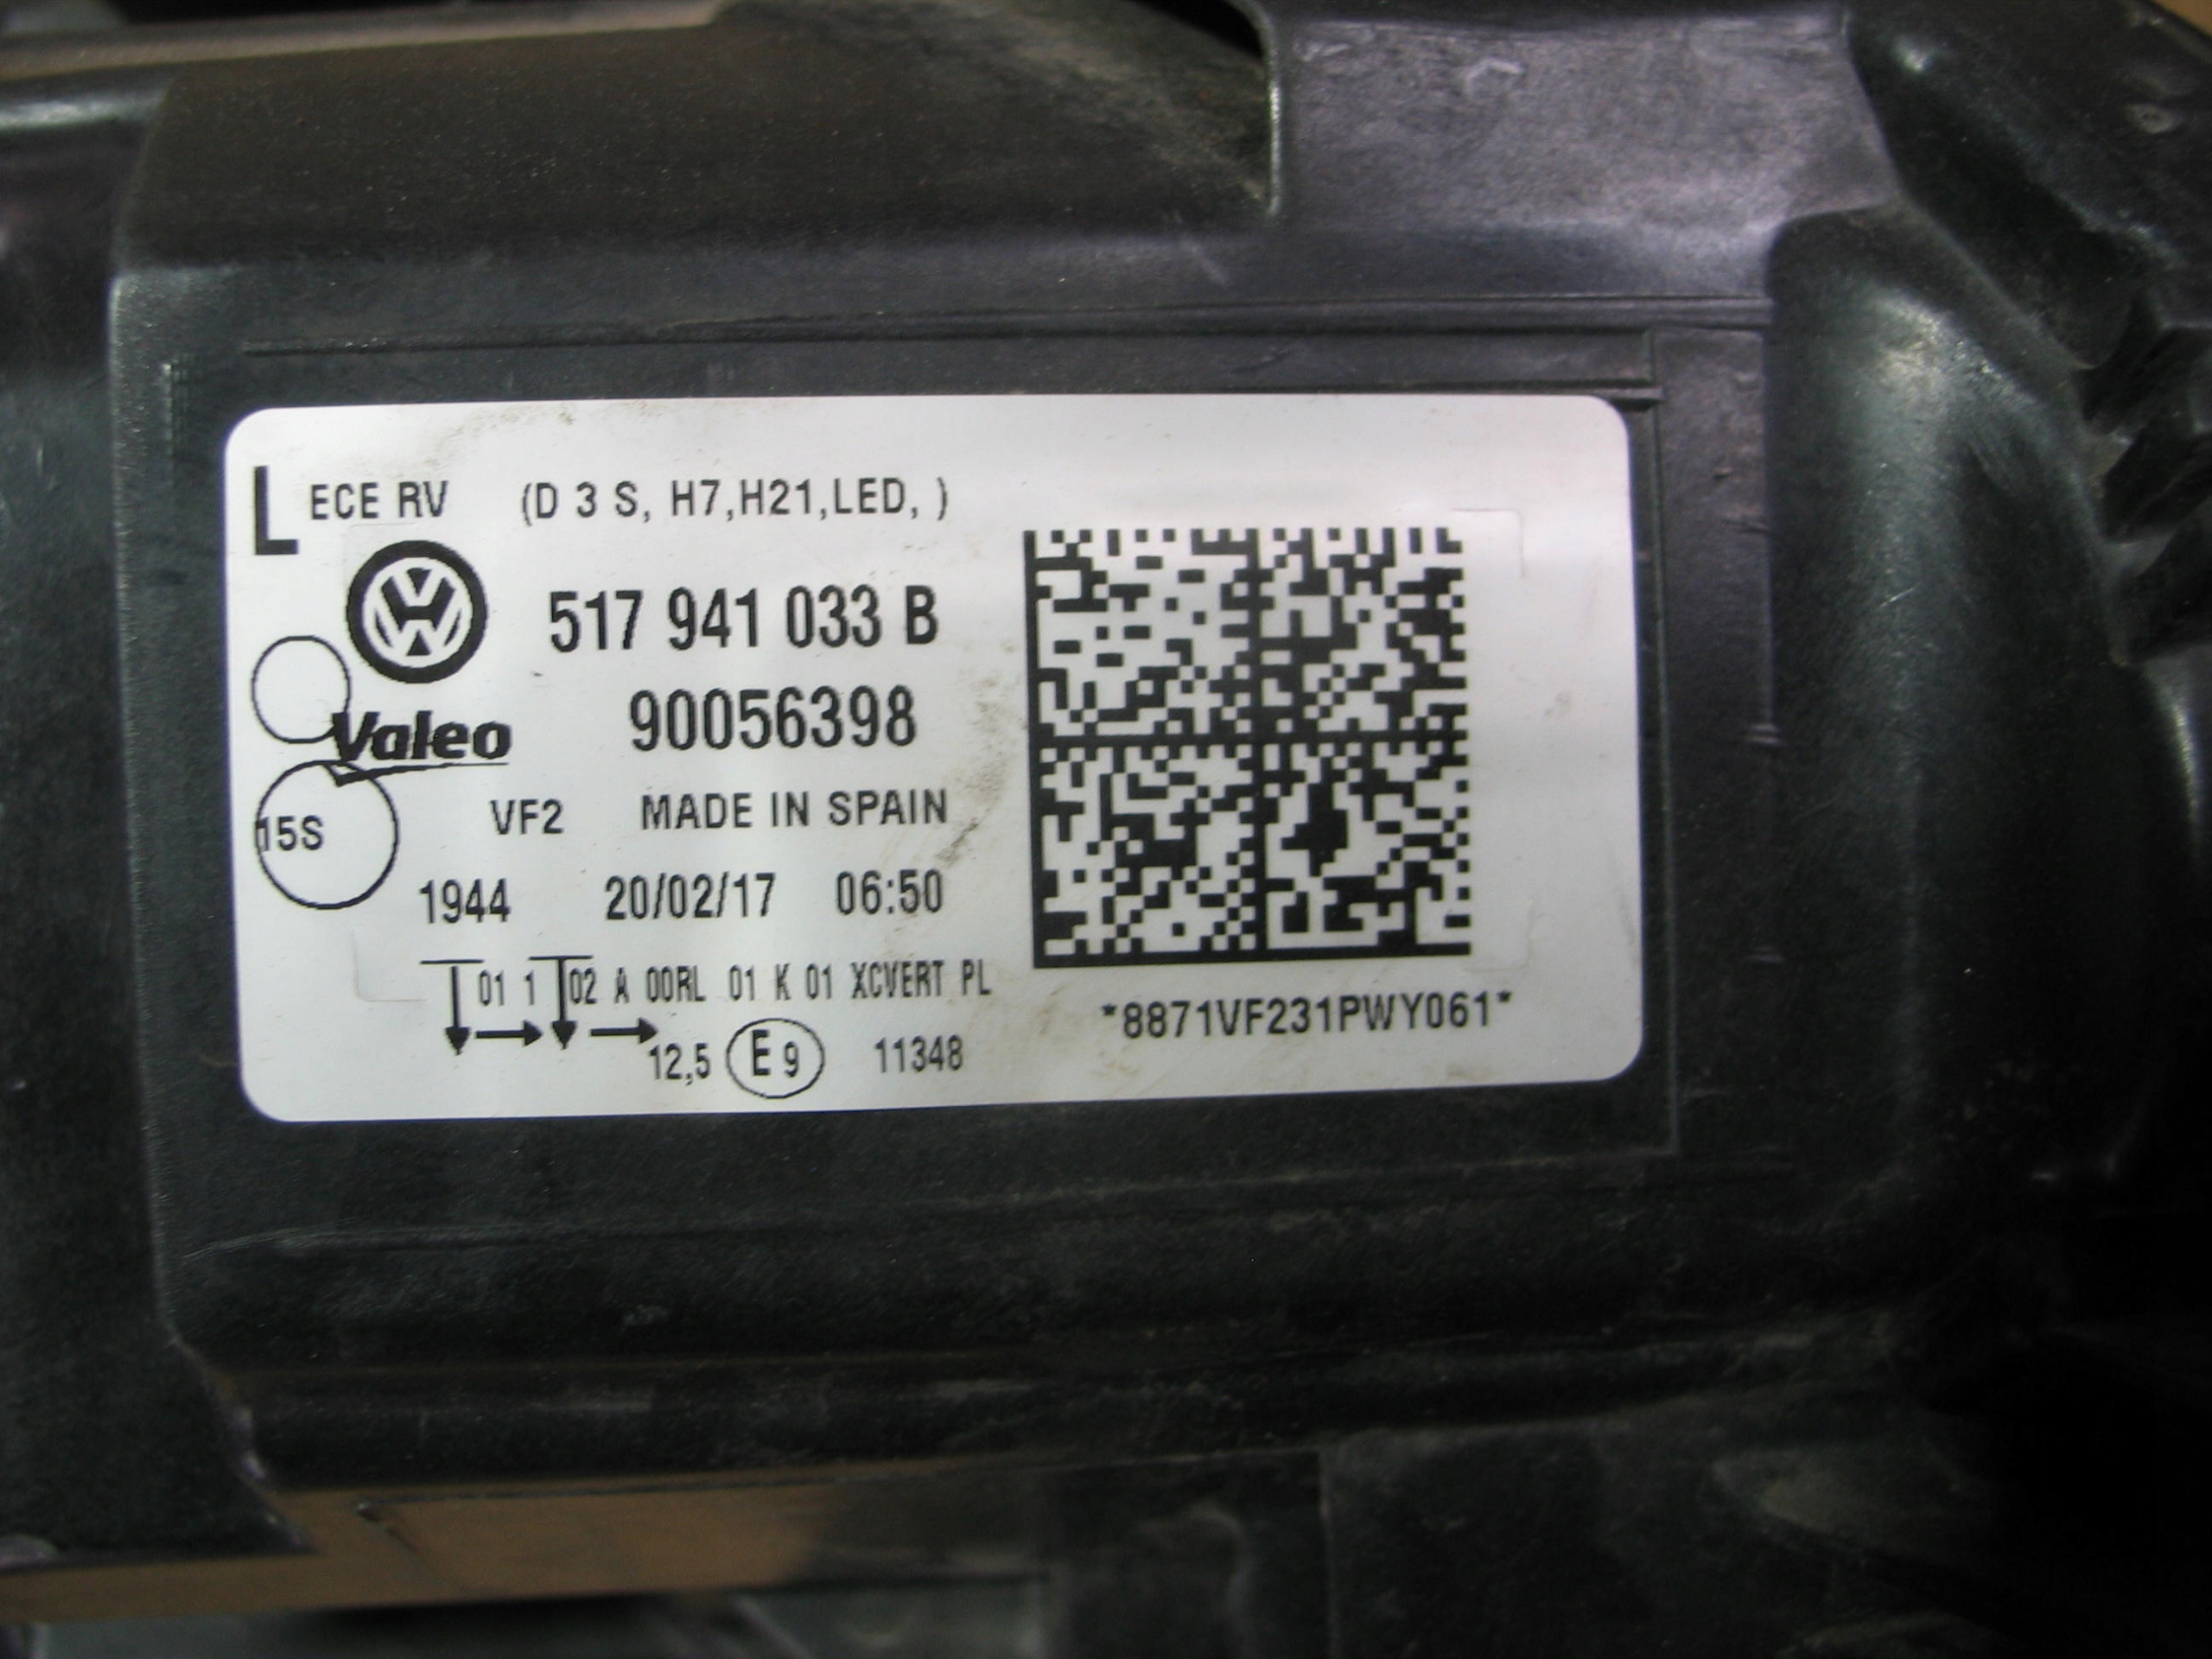 L ECE RV (D 3 S, H7,H21,LED, )
517 941 033 B
Valeo 90056398
15S VF2 MADE IN SPAIN
1944 20/02/17 06:50
01 1 02 A 00RL 01 K 01 XCVERT PL
12,5 E 9 11348
*8871VF231PWY061*